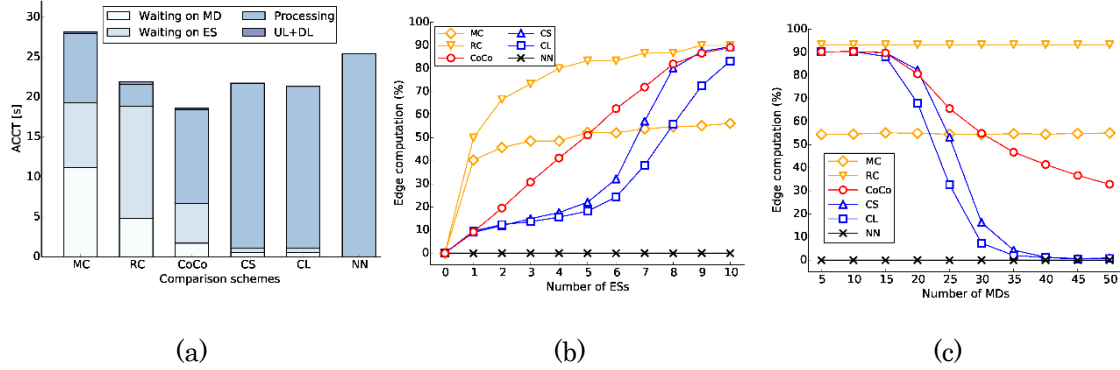 Waiting on MD
Processing
Waiting on ES
UL+DL
30
25
20
15
10
5
0
ACCT [s]
MC RC CoCo CS CL NN
Comparison schemes
(a)
100
90
80
70
60
50
40
30
20
10
0
Edge computation (%)
MC CS
RC CL
CoCo NN
0 1 2 3 4 5 6 7 8 9 10
Number of ESs
(b)
100
90
80
70
60
50
40
30
20
10
0
Edge computation (%)
MC
RC
CoCo
CS
CL
NN
5 10 15 20 25 30 35 40 45 50
Number of MDs
(c)